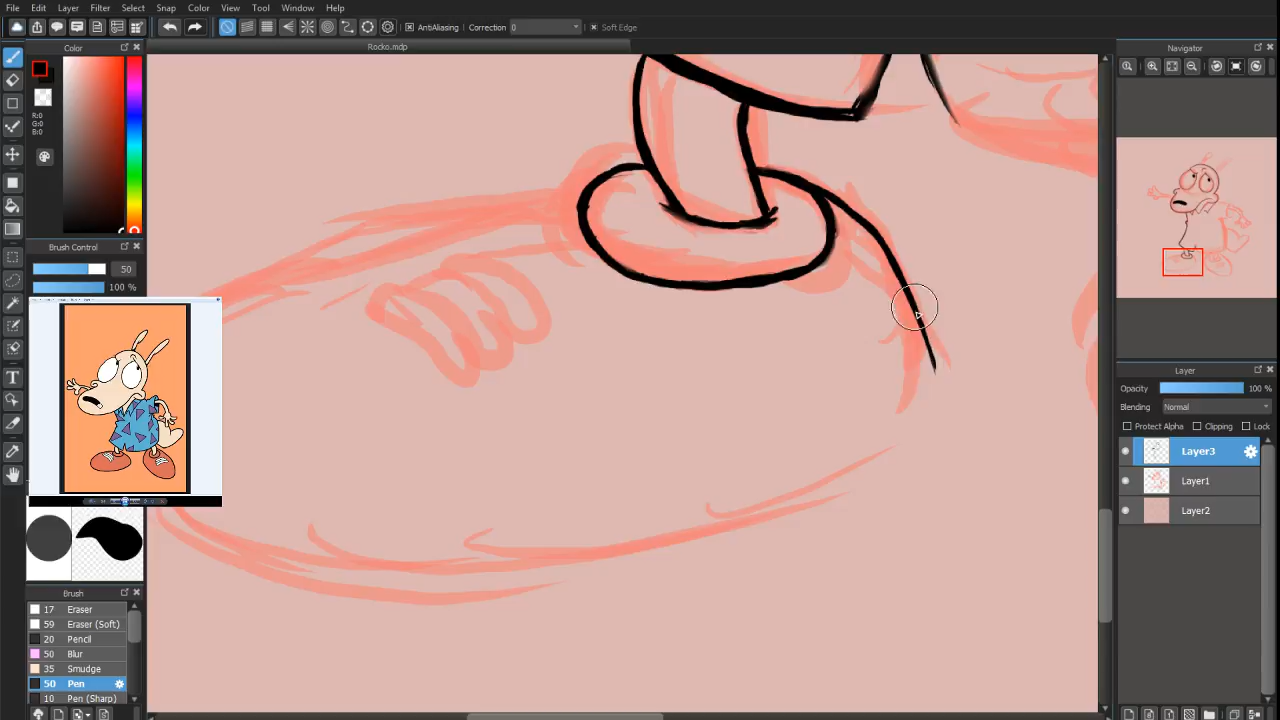 File Edit Layer Filter Select Snap Color View Tool Window Help
AntiAliasing Correction 0 Soft Edge
Rocko.mdp
Color
R:0
G:0
B:0
Brush Control
50
100 %
Brush
17 Eraser
59 Eraser (Soft)
20 Pencil
50 Blur
35 Smudge
50 Pen
10 Pen (Sharp)
Navigator
Layer
Opacity 100 %
Blending Normal
Protect Alpha Clipping Lock
Layer3
Layer1
Layer2